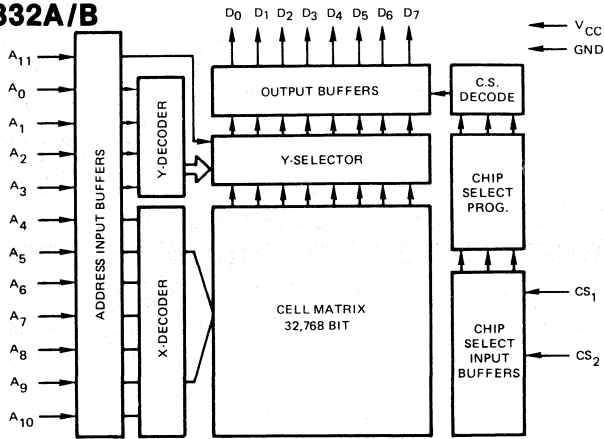 332A/B
D0 D1 D2 D3 D4 D5 D6 D7
VCC
GND
A11
A0
A1
A2
A3
A4
A5
A6
A7
A8
A9
A10
ADDRESS INPUT BUFFERS
Y-DECODER
X-DECODER
OUTPUT BUFFERS
Y-SELECTOR
CELL MATRIX
32,768 BIT
C.S.
DECODE
CHIP
SELECT
PROG.
CHIP
SELECT
INPUT
BUFFERS
CS1
CS2